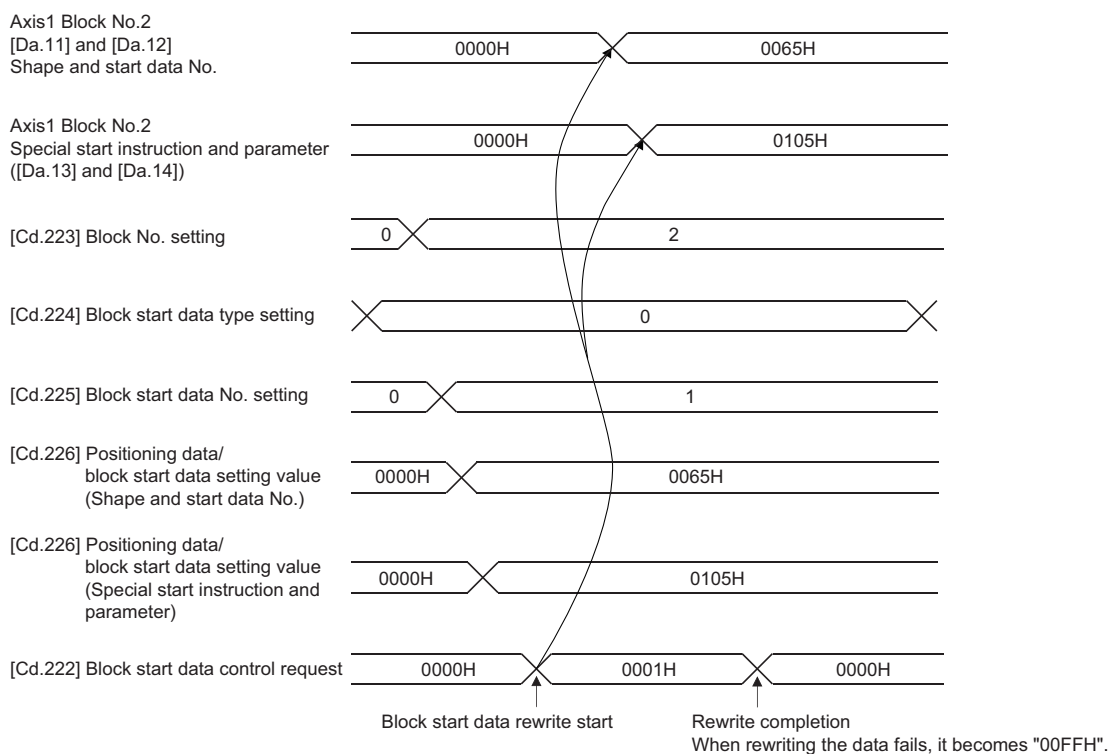 Axis1 Block No.2
[Da.11] and [Da.12]
Shape and start data No.
0000H
0065H
Axis1 Block No.2
Special start instruction and parameter
([Da.13] and [Da.14])
0000H
0105H
[Cd.223] Block No. setting
0
2
[Cd.224] Block start data type setting
0
[Cd.225] Block start data No. setting
0
1
[Cd.226] Positioning data/
block start data setting value
(Shape and start data No.)
0000H
0065H
[Cd.226] Positioning data/
block start data setting value
(Special start instruction and
parameter)
0000H
0105H
[Cd.222] Block start data control request
0000H
0001H
0000H
Block start data rewrite start
Rewrite completion
When rewriting the data fails, it becomes "00FFH".